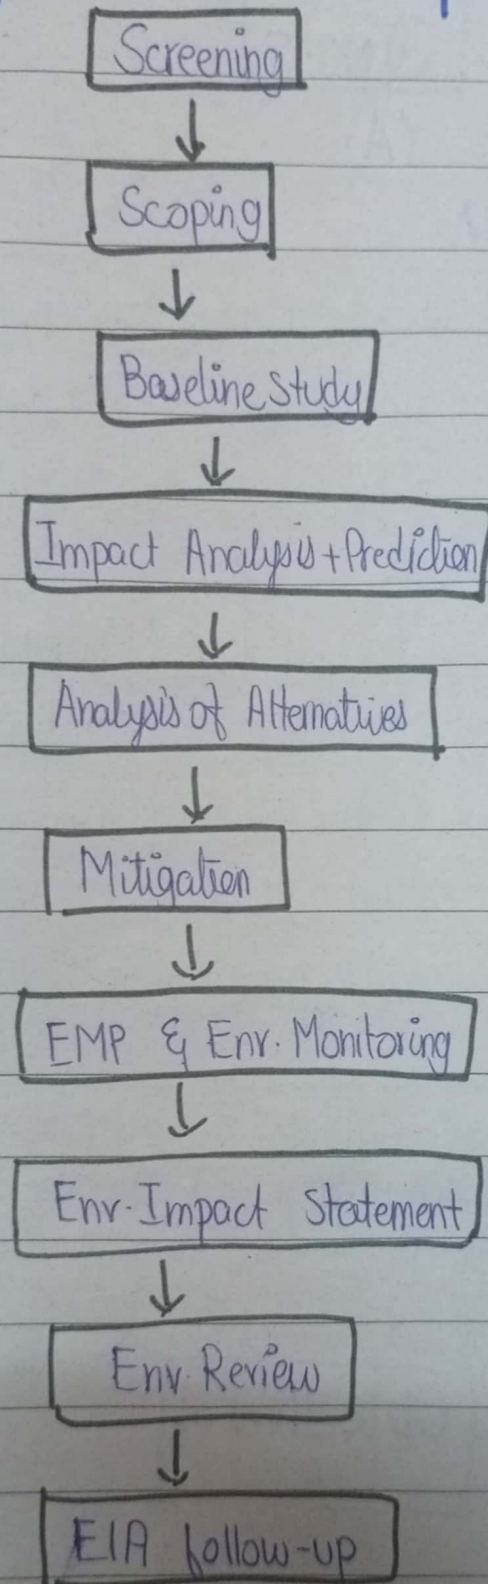 Screening
Scoping
Baseline Study
Impact Analysis + Prediction
Analysis of Alternatives
Mitigation
EMP & Env. Monitoring
Env. Impact Statement
Env. Review
EIA follow-up